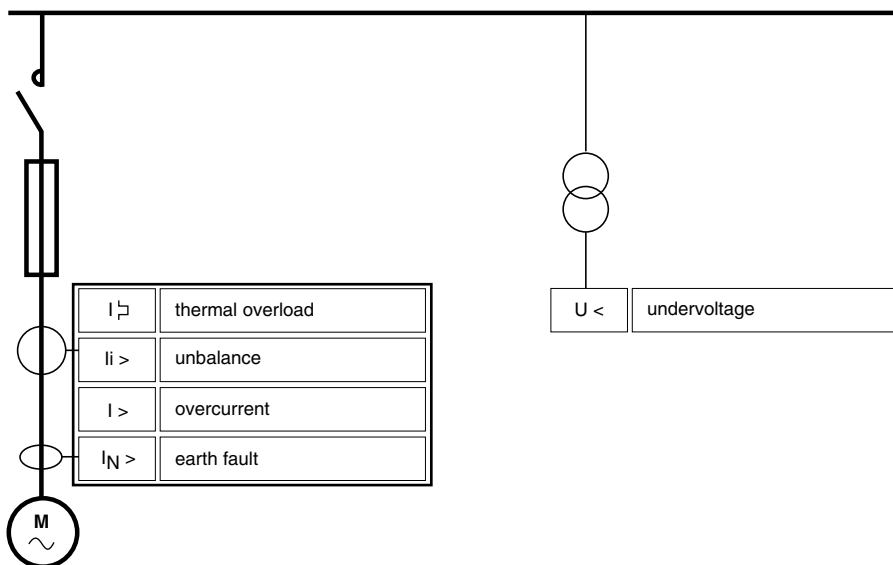 I thermal overload
Ii > unbalance
I > overcurrent
IN > earth fault
M
U < undervoltage